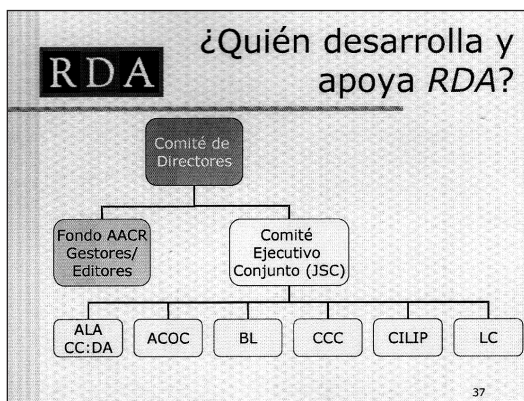 RDA
¿Quién desarrolla y
apoya RDA?
Comité de
Directores
Fondo AACR
Gestores/
Editores
Comité
Ejecutivo
Conjunto (JSC)
ALA
CC:DA
ACOC
BL
CCC
CILIP
LC
37